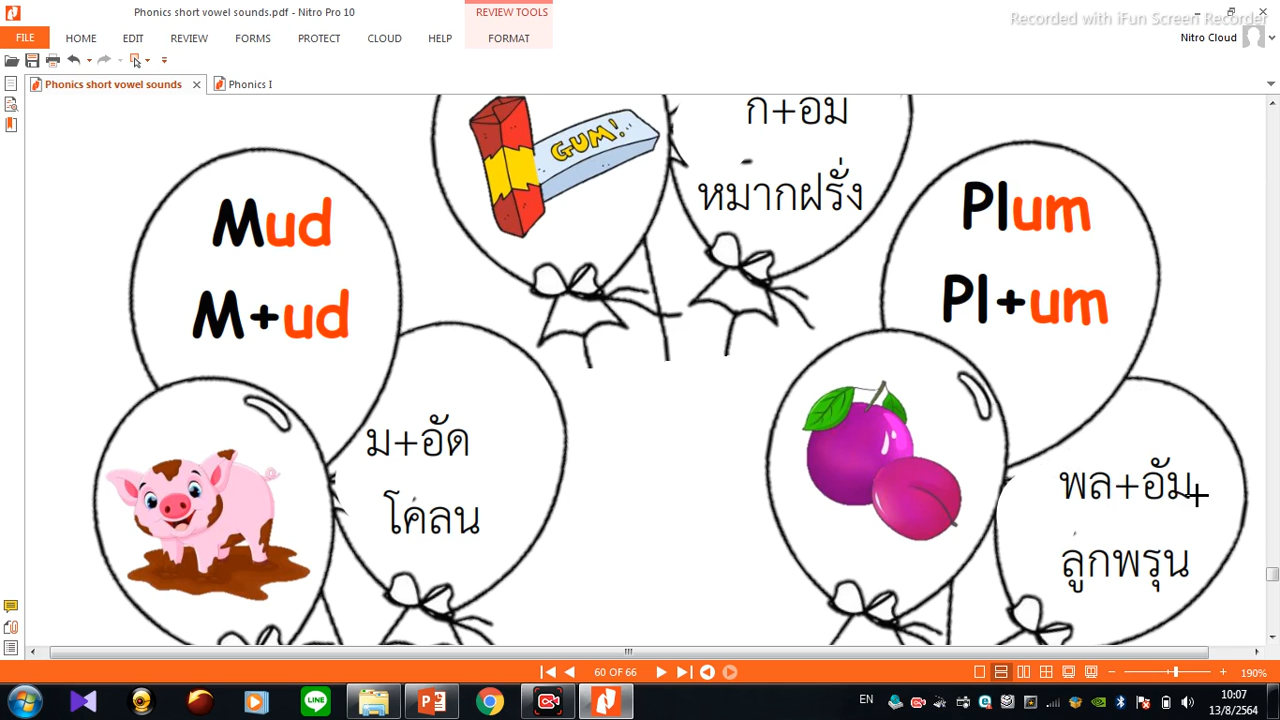 Phonics short vowel sounds.pdf - Nitro Pro 10
REVIEW TOOLS
Recorded with iFun Screen Recorder
FILE
HOME
EDIT
REVIEW
FORMS
PROTECT
CLOUD
HELP
FORMAT
Nitro Cloud
Phonics short vowel sounds
Phonics I
GUM!
ก+อัม
หมากฝรั่ง
Mud
M+ud
ม+อัด
โคลน
Plum
Pl+um
พล+อัม
ลูกพรุน
60 OF 66
190%
LINE
EN
10:07
13/8/2564